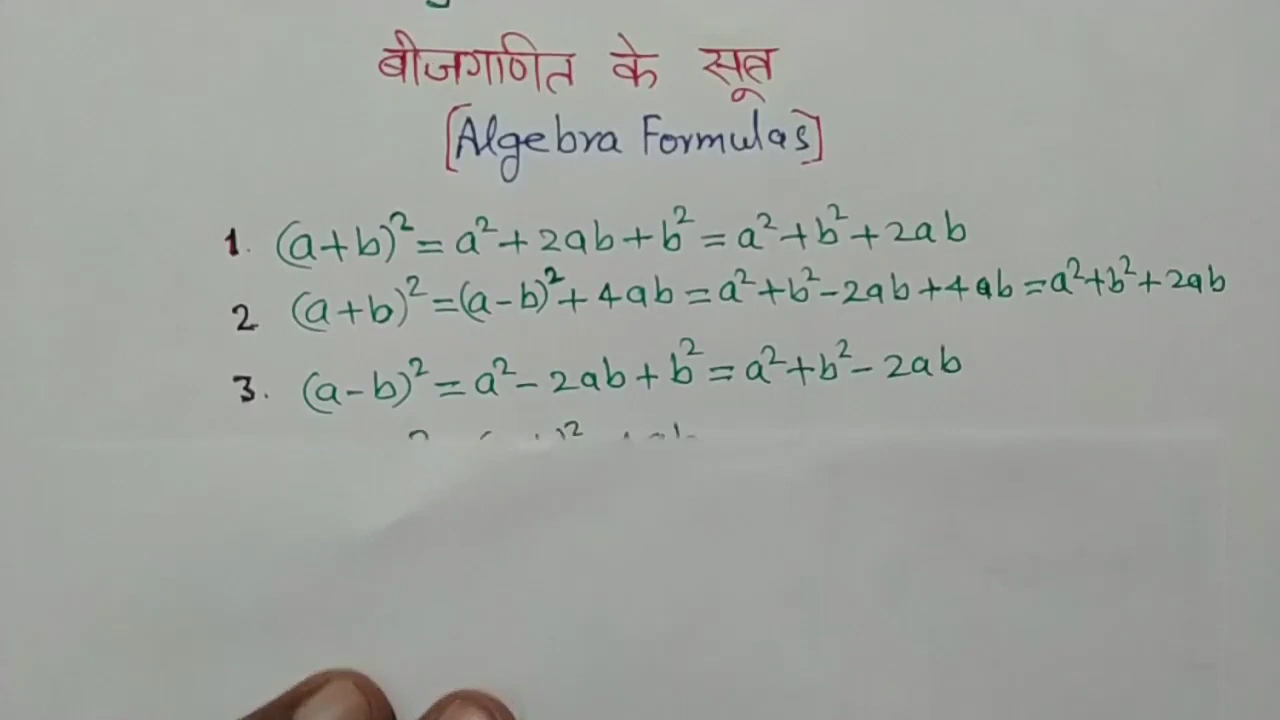 बीजगणित के सूत्र
[Algebra Formulas]
1. (a+b)² = a² + 2ab + b² = a² + b² + 2ab
2 (a+b)² = (a-b)² + 4ab = a² + b² - 2ab + 4ab = a² + b² + 2ab
3. (a-b)² = a² - 2ab + b² = a² + b² - 2ab